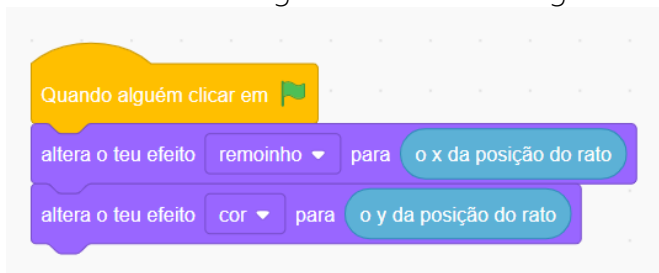 Quando alguém clicar em
altera o teu efeito remoinho para o x da posição do rato
altera o teu efeito cor para o y da posição do rato